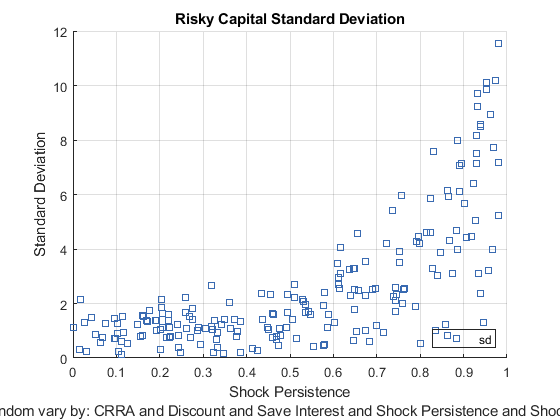 Risky Capital Standard Deviation
12
10
8
6
4
2
0
Standard Deviation
sd
0 0.1 0.2 0.3 0.4 0.5 0.6 0.7 0.8 0.9 1
Shock Persistence
ndom vary by: CRRA and Discount and Save Interest and Shock Persistence and Shoc